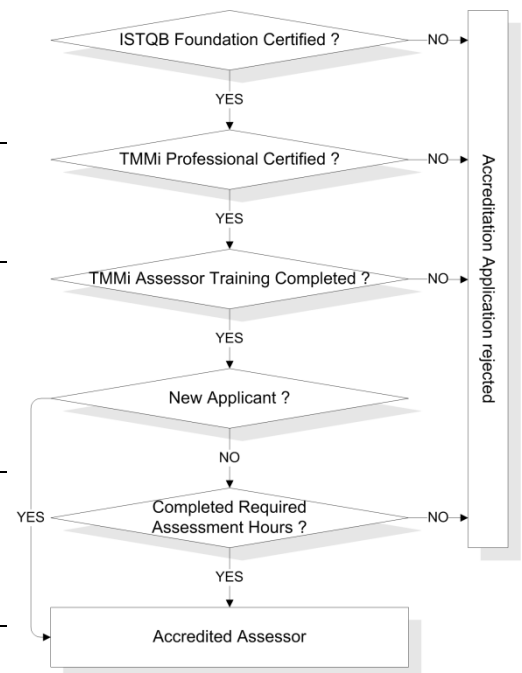 ISTQB Foundation Certified ?
NO
YES
TMMi Professional Certified ?
NO
YES
TMMi Assessor Training Completed ?
NO
YES
New Applicant ?
NO
YES
Completed Required
Assessment Hours ?
NO
YES
Accredited Assessor
Accreditation Application rejected